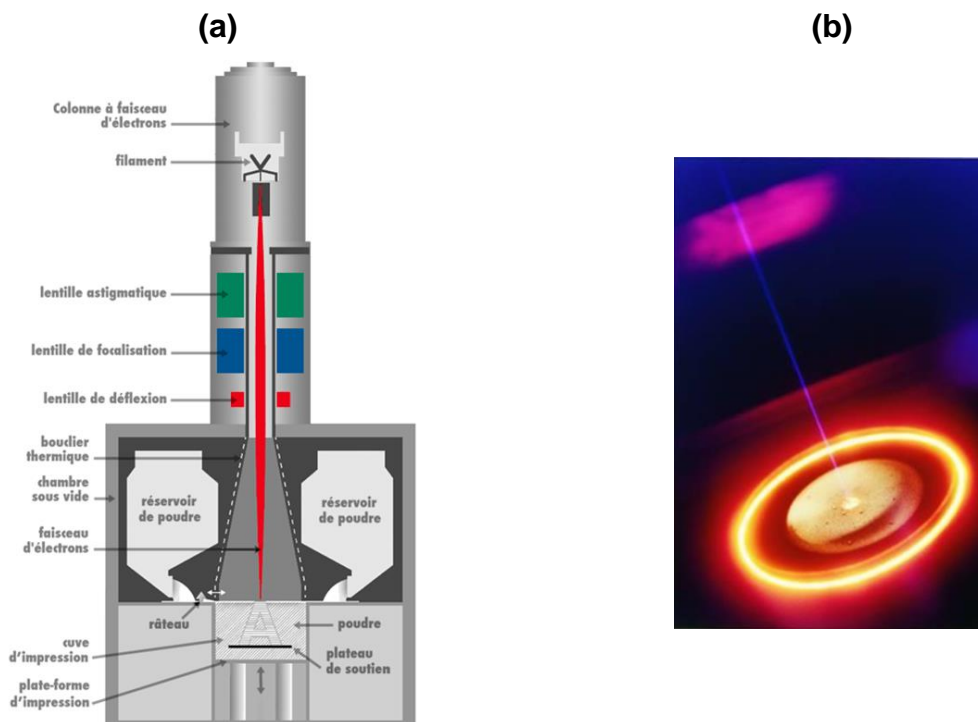 (a)
(b)
Colonne à faisceau
d'électrons
filament
lentille astigmatique
lentille de focalisation
lentille de déflexion
bouclier
thermique
chambre
sous vide
réservoir
de poudre
réservoir
de poudre
faisceau
d'électrons
râteau
poudre
cuve
d'impression
plateau
de soutien
plate-forme
d'impression